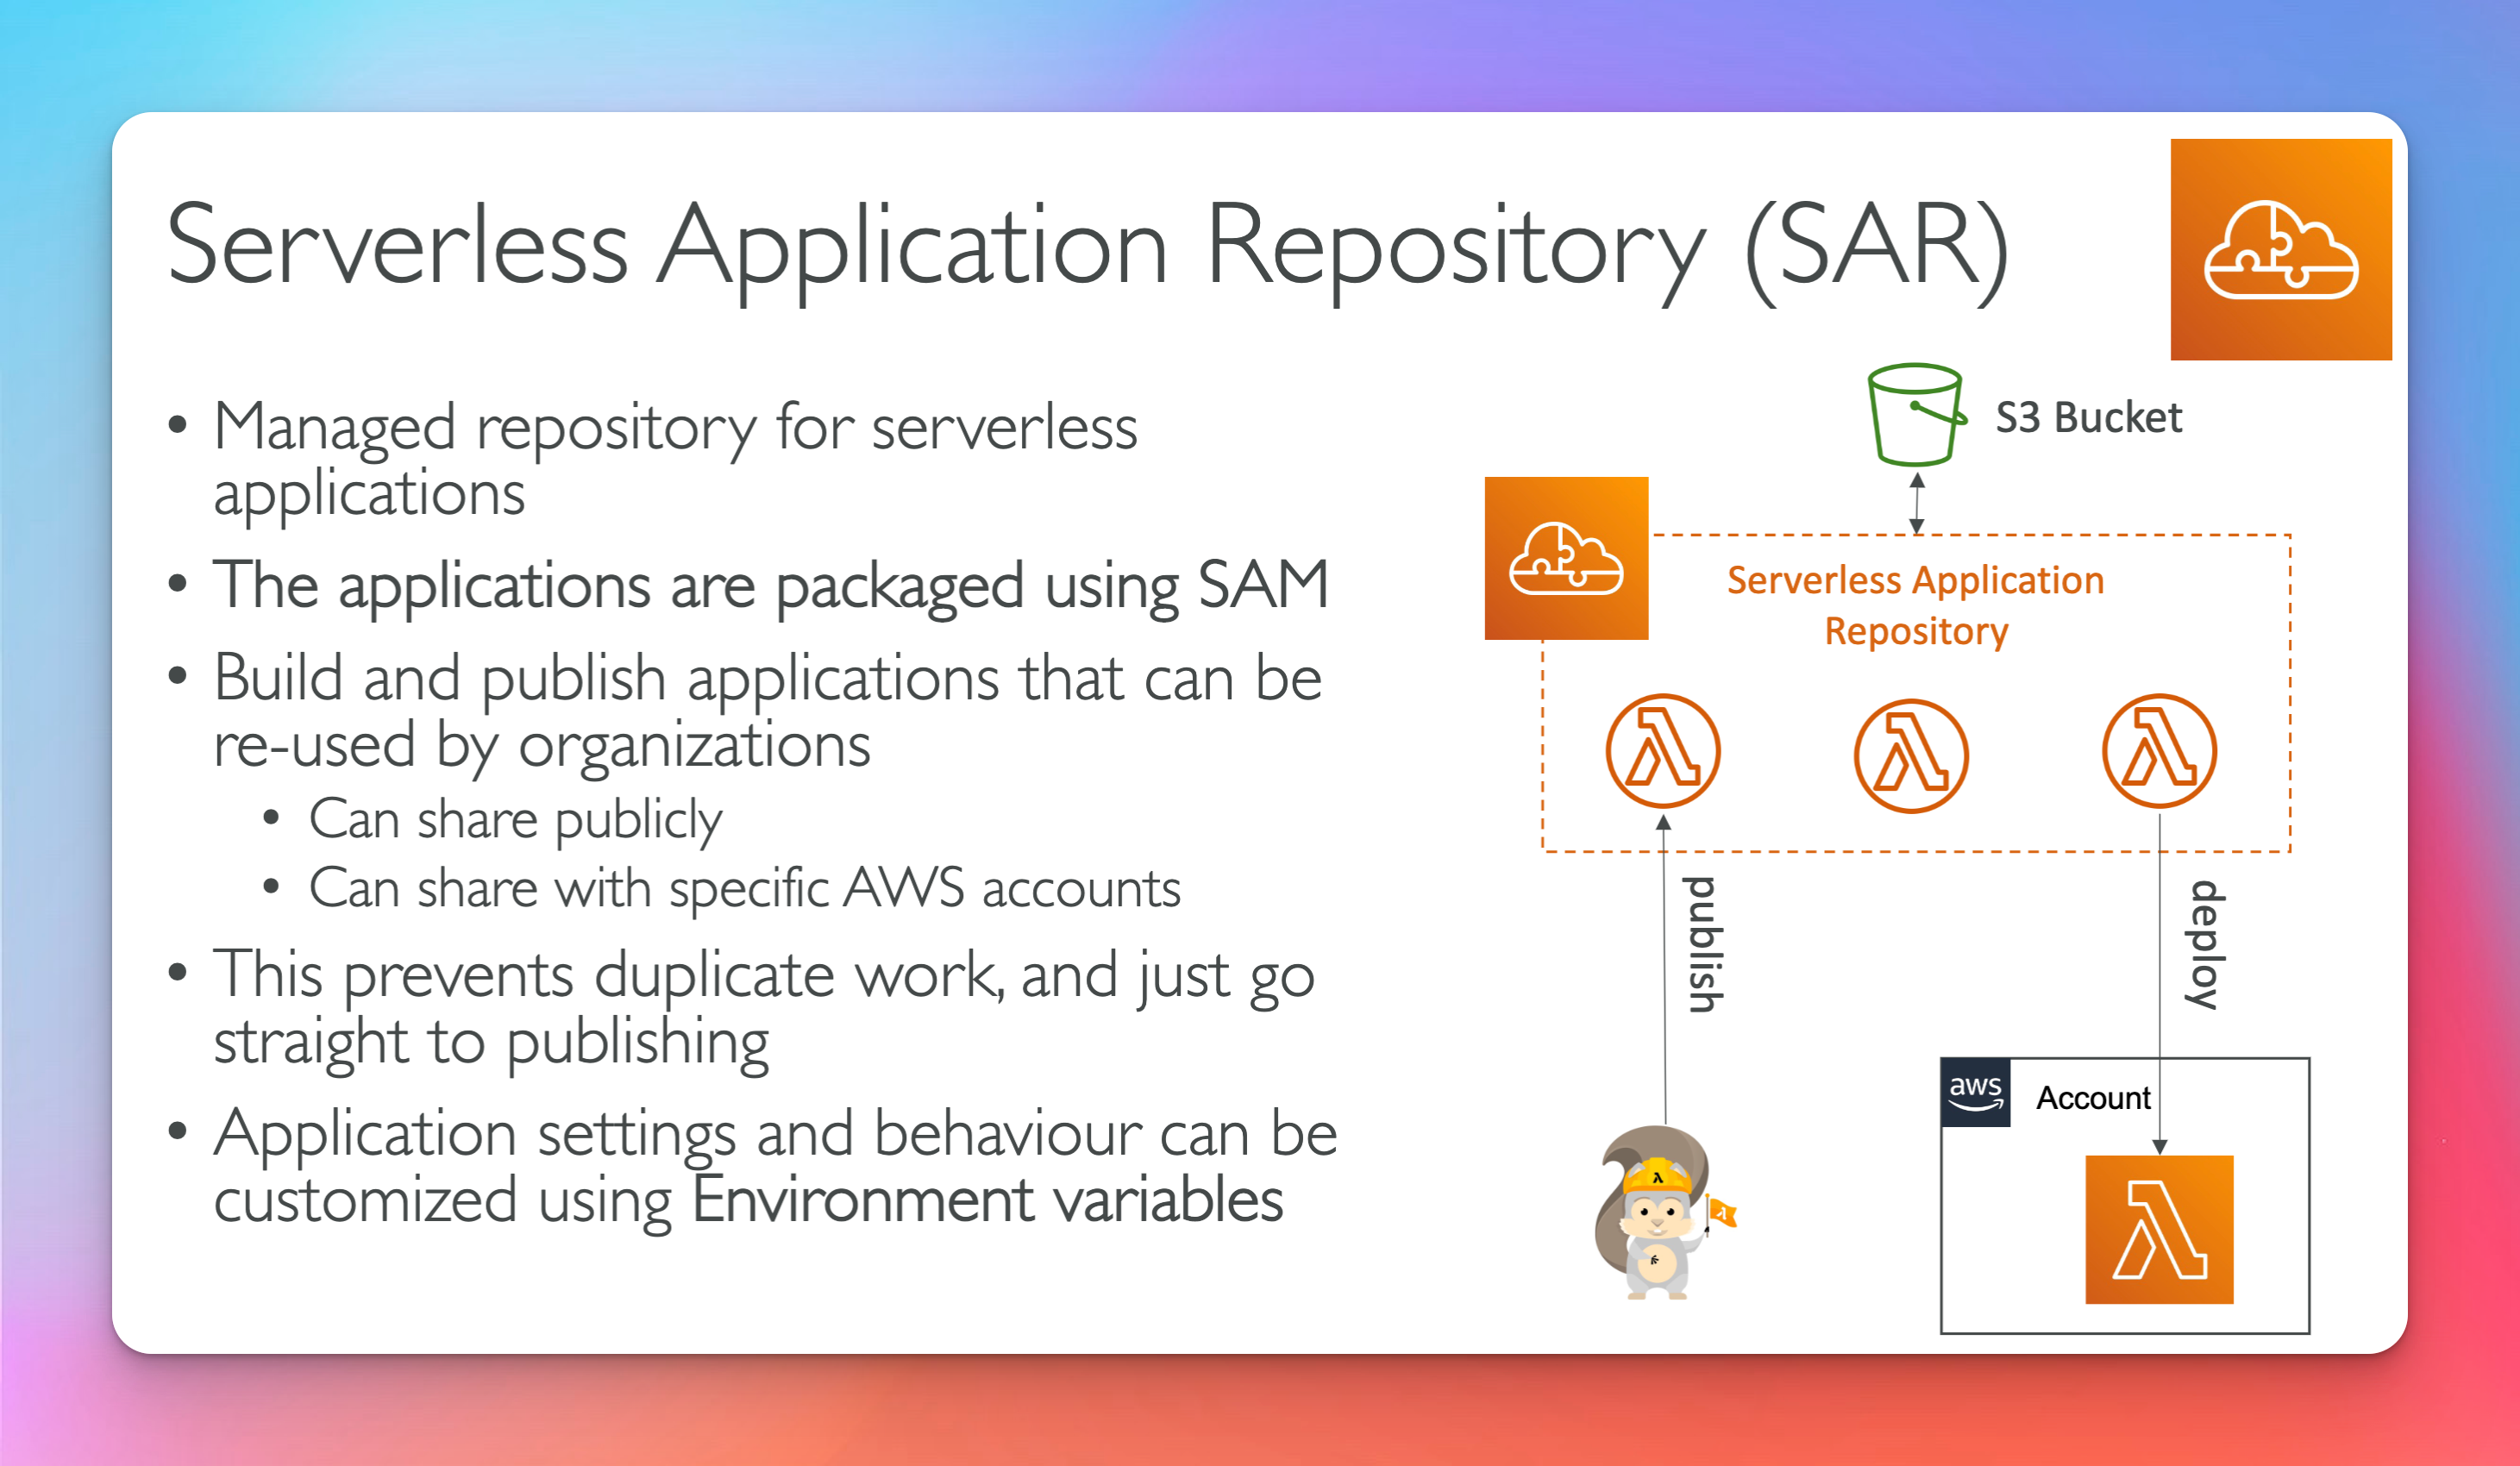 Serverless Application Repository (SAR)
• Managed repository for serverless
applications
• The applications are packaged using SAM
• Build and publish applications that can be
re-used by organizations
• Can share publicly
• Can share with specific AWS accounts
• This prevents duplicate work, and just go
straight to publishing
• Application settings and behaviour can be
customized using Environment variables
S3 Bucket
Serverless Application
Repository
publish
deploy
aws
Account